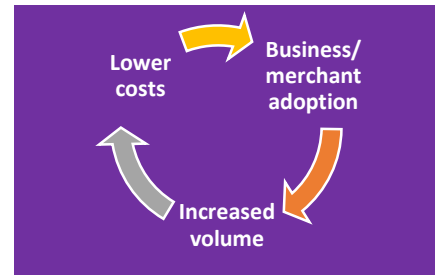 Lower
costs
Business/
merchant
adoption
Increased
volume